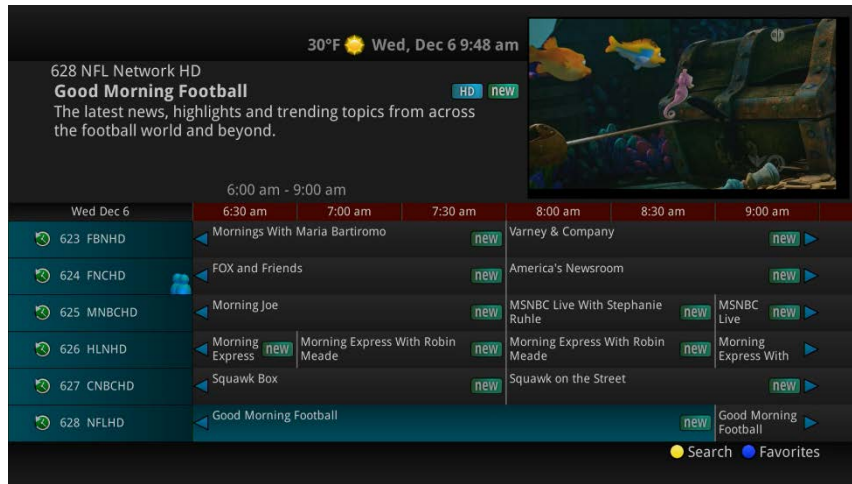 30°F Wed, Dec 6 9:48 am
628 NFL Network HD
Good Morning Football HD new
The latest news, highlights and trending topics from across
the football world and beyond.
6:00 am - 9:00 am
Wed Dec 6 6:30 am 7:00 am 7:30 am 8:00 am 8:30 am 9:00 am
623 FBNHD Mornings With Maria Bartiromo new Varney & Company new
624 FNCHD FOX and Friends new America's Newsroom new
625 MNBCHD Morning Joe new MSNBC Live With Stephanie Ruhle new MSNBC Live
626 HLNHD Morning Express new Morning Express With Robin Meade new Morning Express With Robin Meade new Morning Express With
627 CNBCHD Squawk Box new Squawk on the Street new
628 NFLHD Good Morning Football new Good Morning Football
Search Favorites